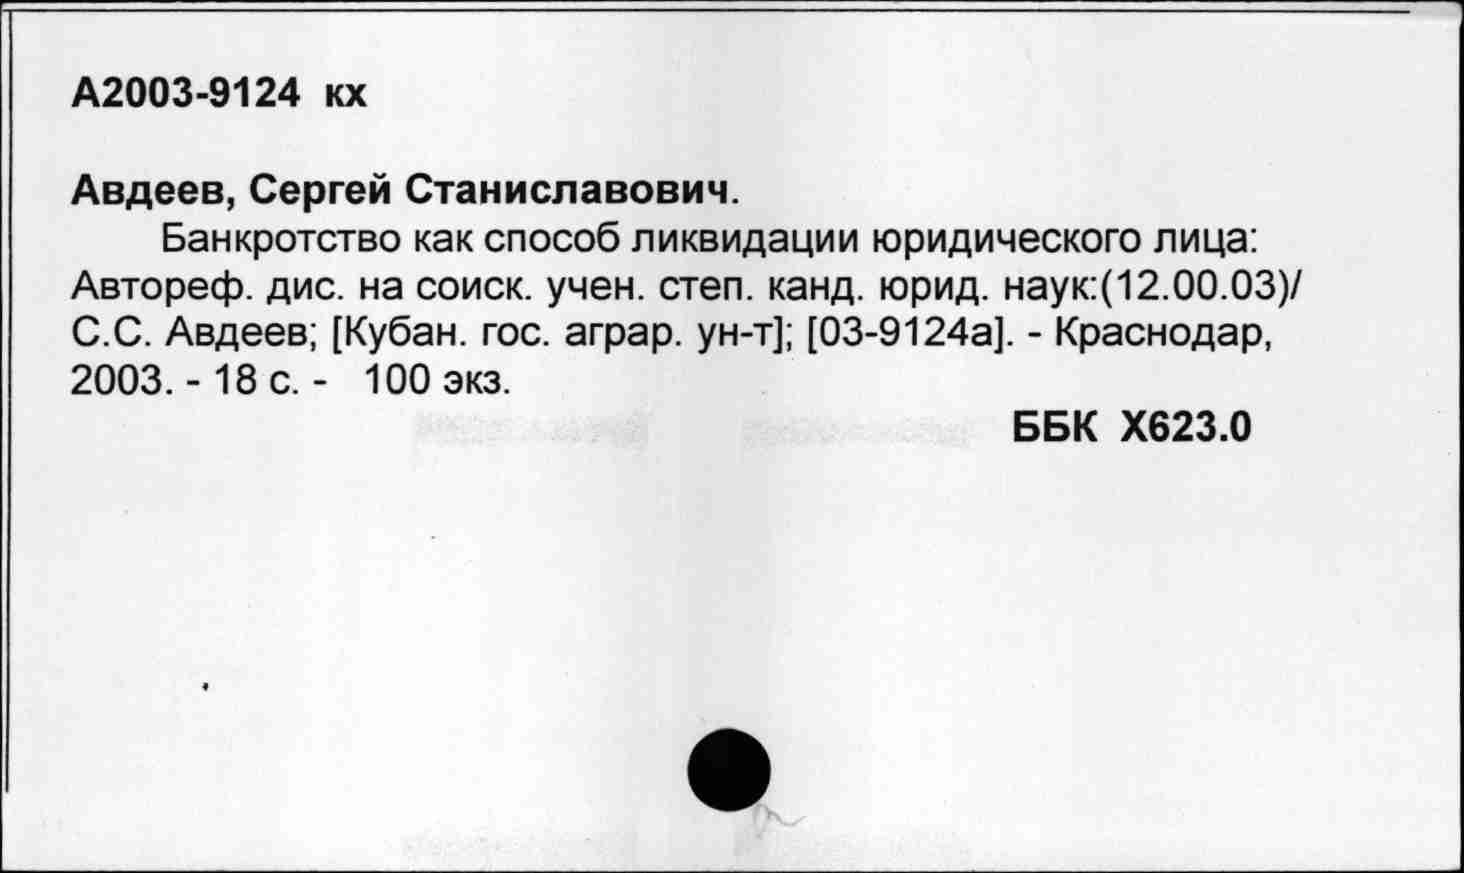 А2003-9124 кх
Авдеев, Сергей Станиславович.
Банкротство как способ ликвидации юридического лица:
Автореф. дис. на соиск. учен. степ. канд. юрид. наук:(12.00.03)/
С.С. Авдеев; [Кубан. гос. аграр. ун-т]; [03-9124а]. - Краснодар,
2003. - 18 с. - 100 экз.
ББК Х623.0